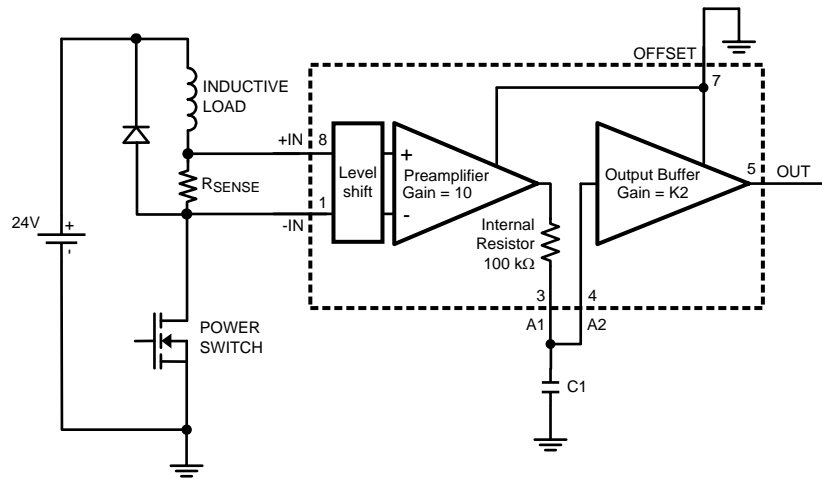 OFFSET
7
INDUCTIVE
LOAD
+IN
8
Level
shift
+
-
Preamplifier
Gain = 10
Output Buffer
Gain = K2
5
OUT
RSENSE
1
-IN
24V
+
-
Internal
Resistor
100 kΩ
3
4
A1
A2
POWER
SWITCH
C1